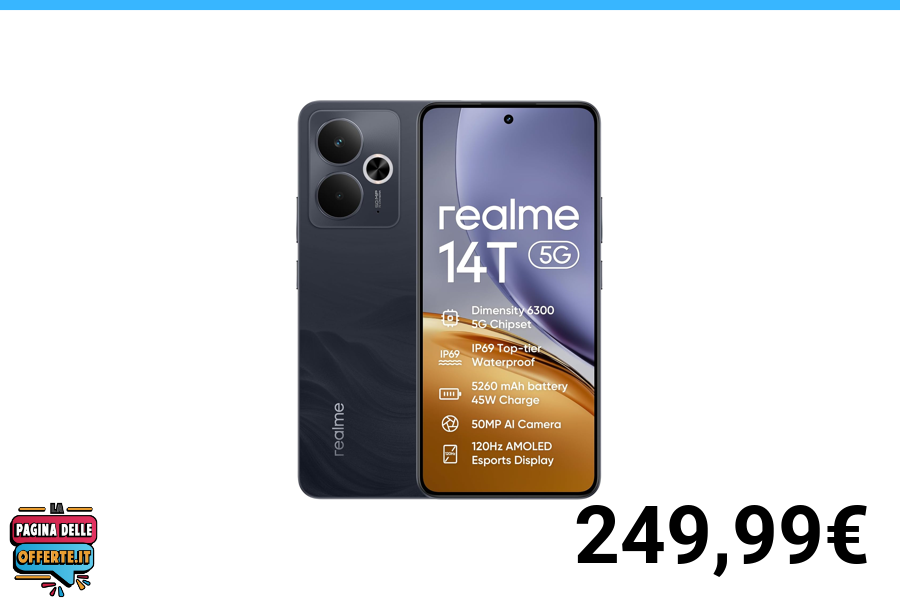 realme
14T 5G
Dimensity 6300
5G Chipset
IP69
IP69 Top-tier
Waterproof
5260 mAh battery
45W Charge
50MP AI Camera
120Hz AMOLED
Esports Display
realme
50MP
LA
PAGINA DELLE
OFFERTE.IT
249,99€